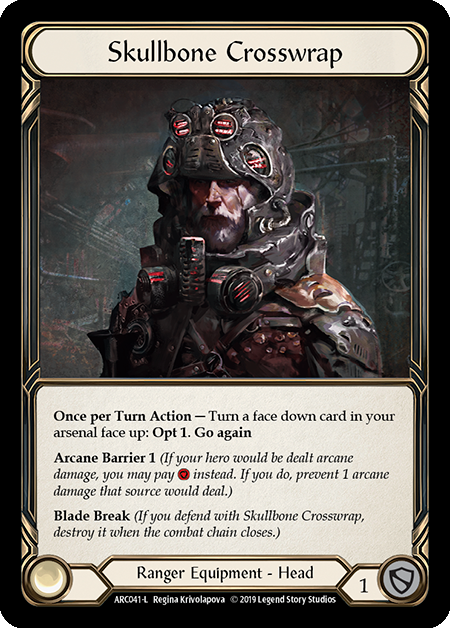 Skullbone Crosswrap
Once per Turn Action — Turn a face down card in your
arsenal face up: Opt 1. Go again
Arcane Barrier 1 (If your hero would be dealt arcane
damage, you may pay instead. If you do, prevent 1 arcane
damage that source would deal.)
Blade Break (If you defend with Skullbone Crosswrap,
destroy it when the combat chain closes.)
Ranger Equipment - Head
1
ARC041-L Regina Krivolapova © 2019 Legend Story Studios